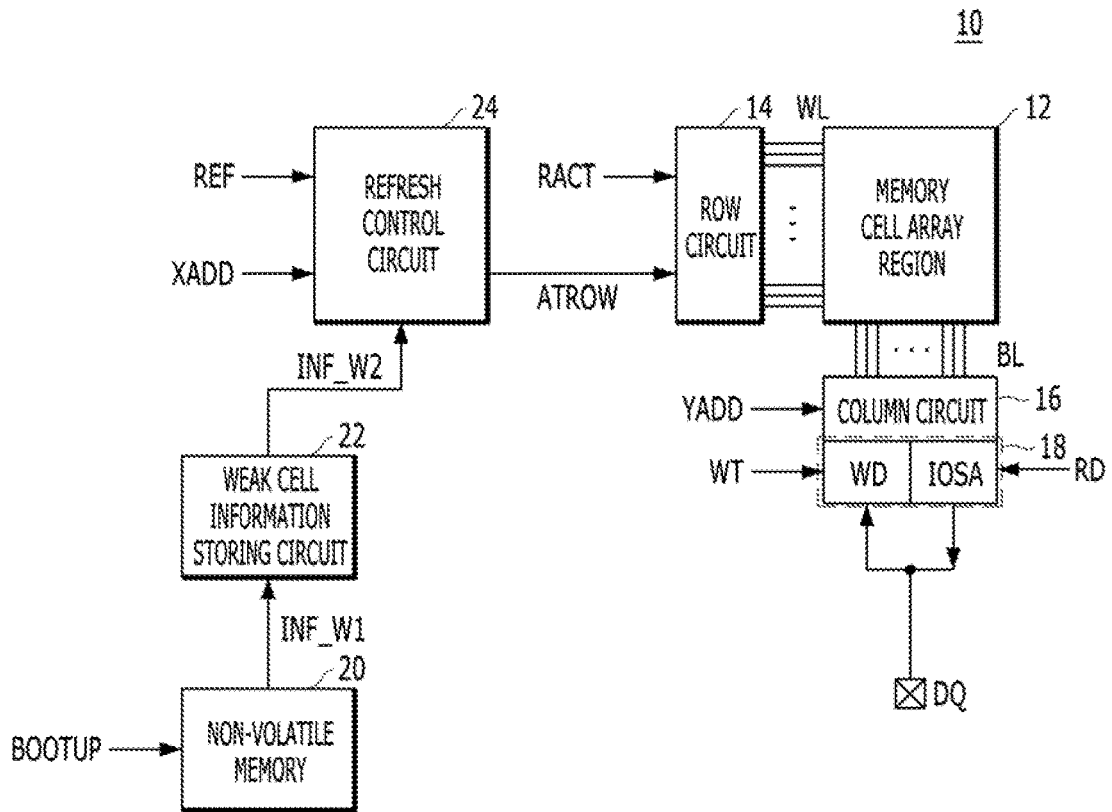 10
24
14
WL
12
REF
REFRESH
CONTROL
CIRCUIT
XADD
RACT
ROW
CIRCUIT
MEMORY
CELL ARRAY
REGION
ATROW
INF_W2
BL
YADD
COLUMN CIRCUIT
16
18
WT
WD
IOSA
RD
22
WEAK CELL
INFORMATION
STORING CIRCUIT
INF_W1
20
BOOTUP
NON-VOLATILE
MEMORY
DQ